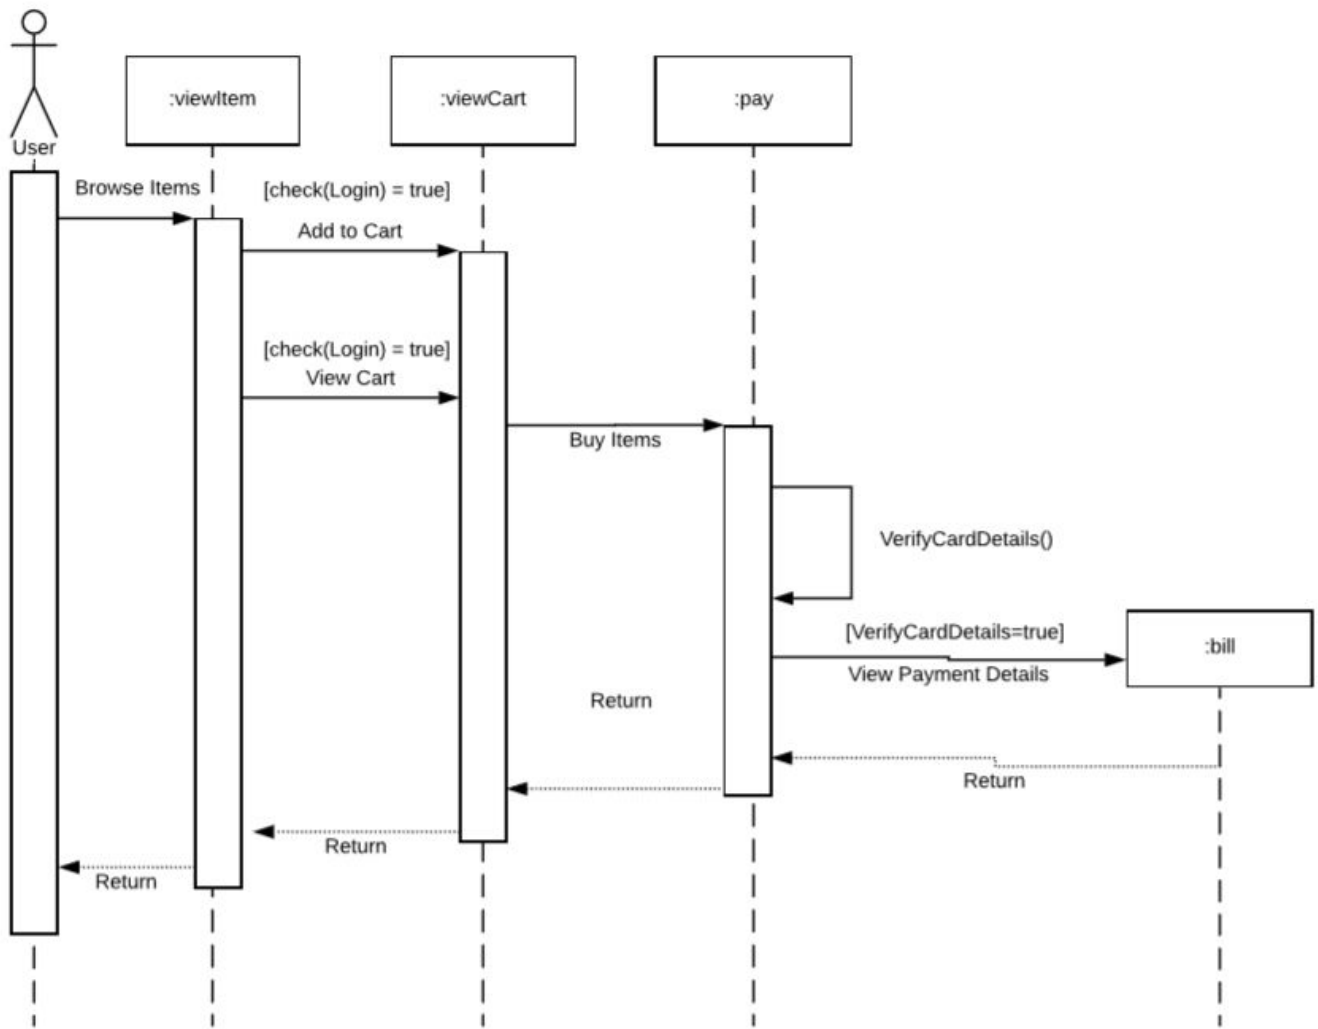 :viewItem
:viewCart
:pay
User
Browse Items
[check(Login) = true]
Add to Cart
[check(Login) = true]
View Cart
Buy Items
VerifyCardDetails()
[VerifyCardDetails=true]
:bill
View Payment Details
Return
Return
Return
Return